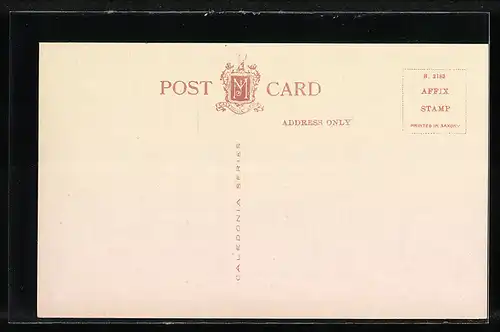 POST CARD
ADDRESS ONLY
CALEDONIA SERIES
AFFIX
STAMP
PRINTED IN SAXONY